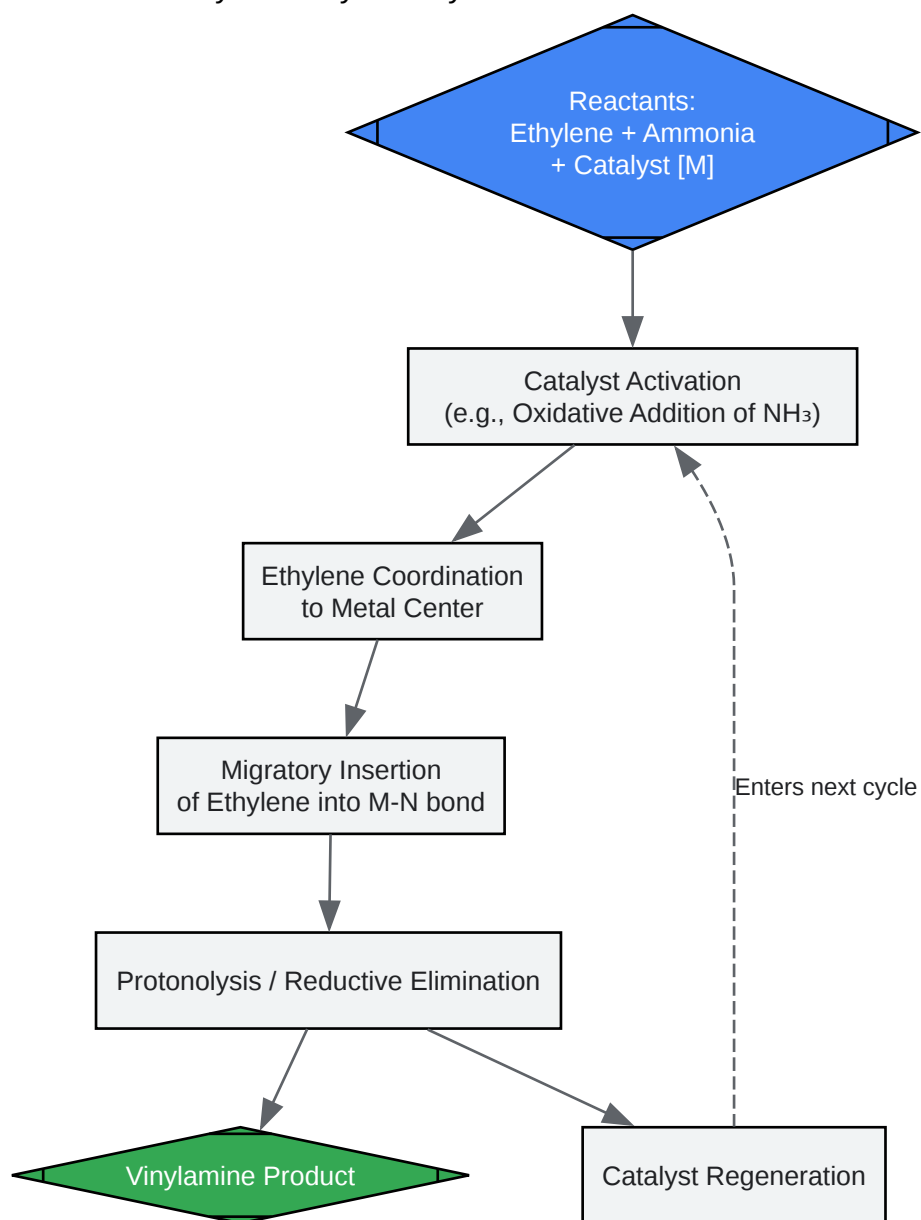 Reactants:
Ethylene + Ammonia
+ Catalyst [M]
Catalyst Activation
(e.g., Oxidative Addition of NH₃)
Ethylene Coordination
to Metal Center
Migratory Insertion
of Ethylene into M-N bond
Enters next cycle
Protonolysis / Reductive Elimination
Vinylamine Product
Catalyst Regeneration